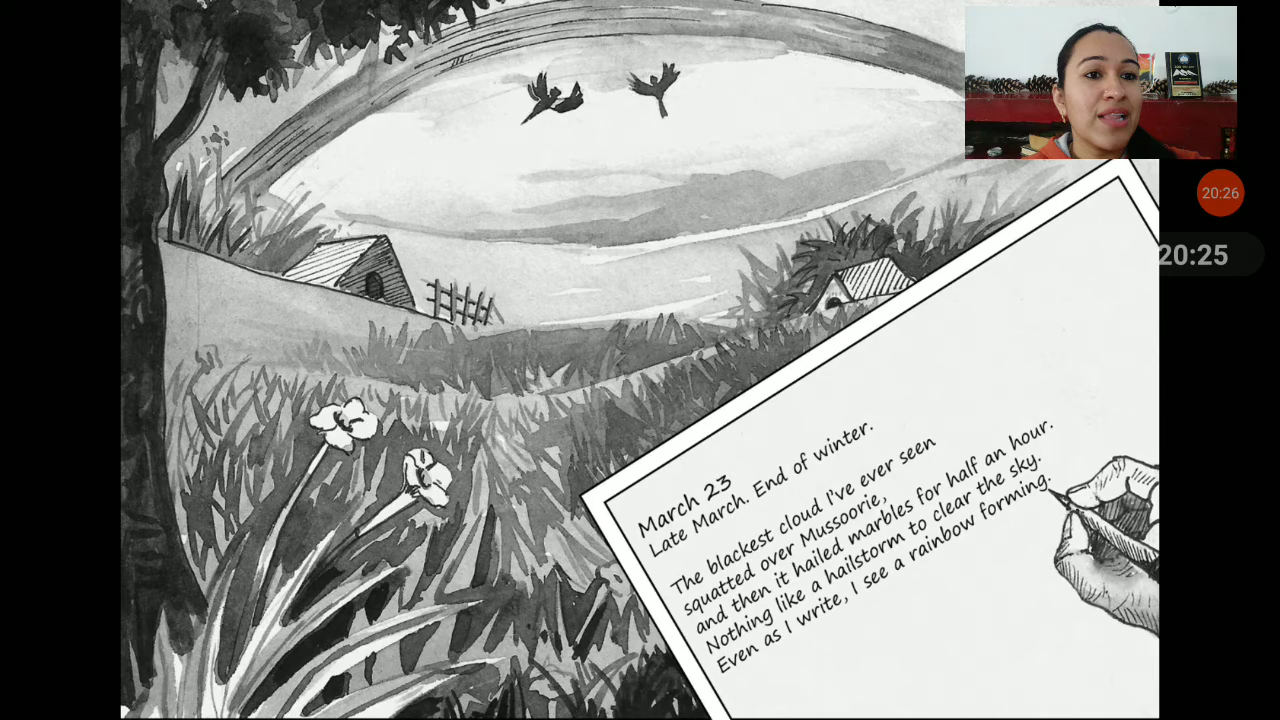 20:26
20:25
March 23
Late March. End of winter.
The blackest cloud I've ever seen
squatted over Mussoorie,
and then it hailed marbles for half an hour.
Nothing like a hailstorm to clear the sky.
Even as I write, I see a rainbow forming.